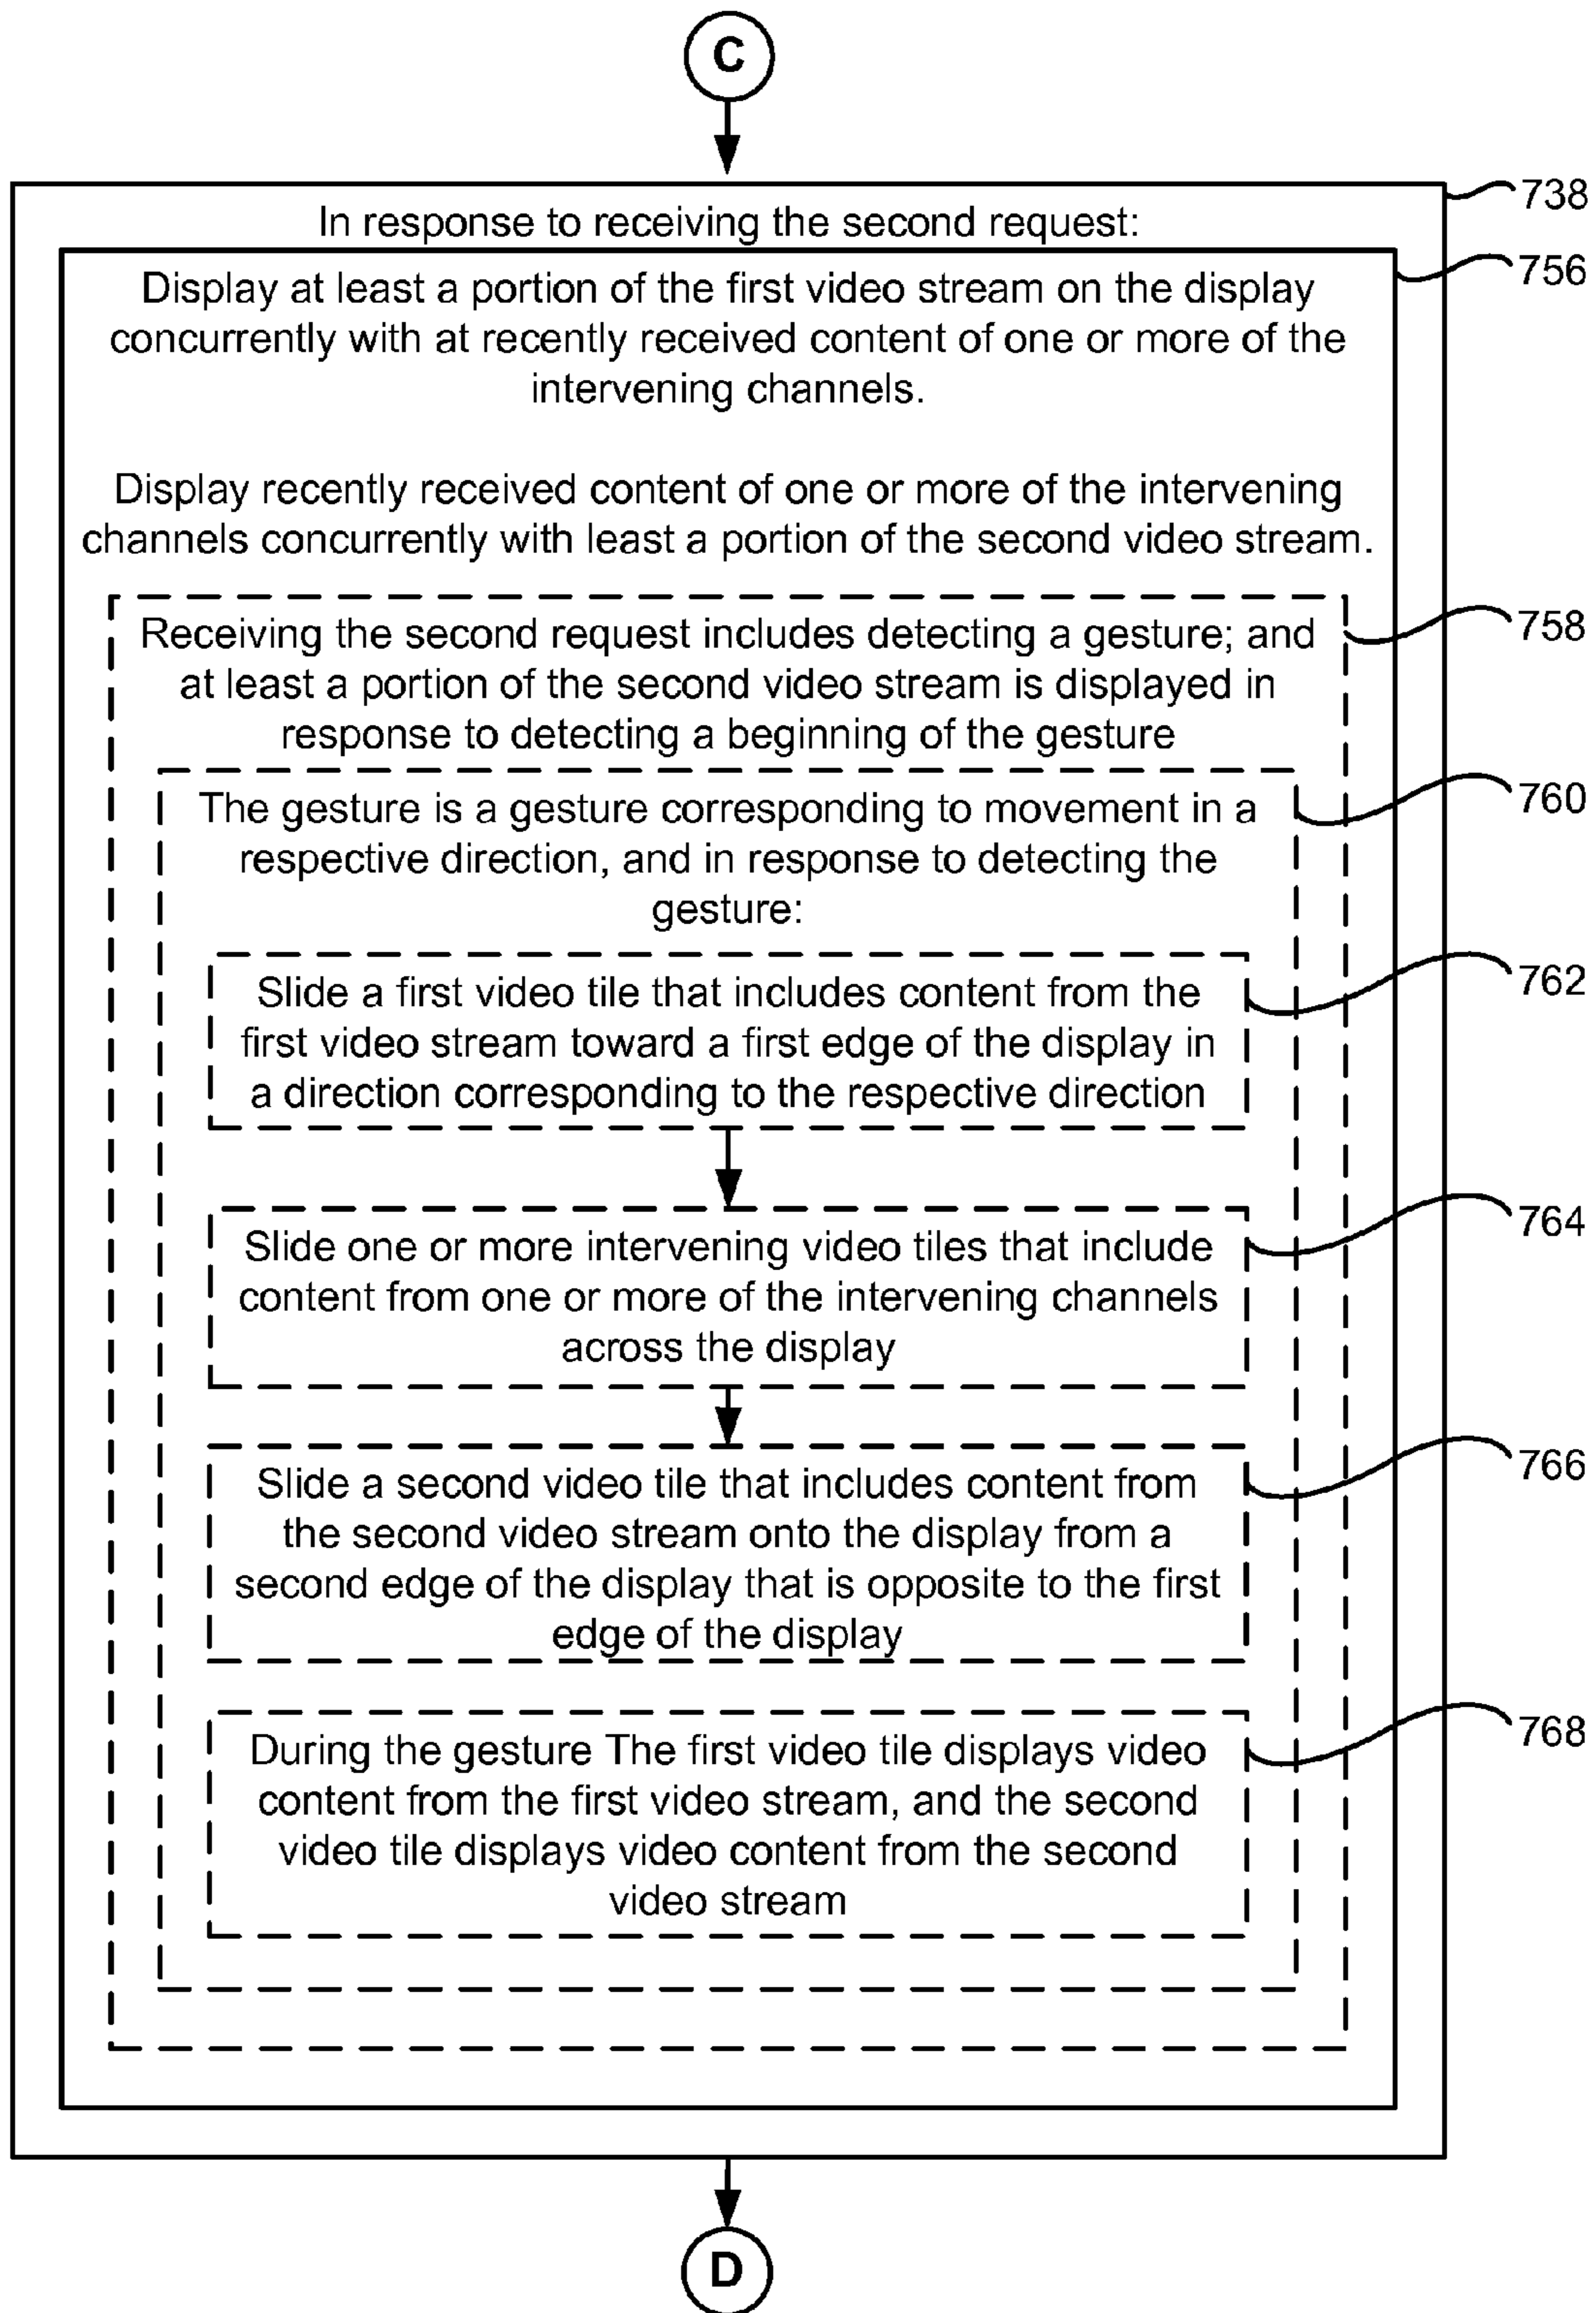 C
738
In response to receiving the second request:
756
Display at least a portion of the first video stream on the display
concurrently with at recently received content of one or more of the
intervening channels.
Display recently received content of one or more of the intervening
channels concurrently with least a portion of the second video stream.
758
Receiving the second request includes detecting a gesture; and
at least a portion of the second video stream is displayed in
response to detecting a beginning of the gesture
760
The gesture is a gesture corresponding to movement in a
respective direction, and in response to detecting the
gesture:
762
Slide a first video tile that includes content from the
first video stream toward a first edge of the display in
a direction corresponding to the respective direction
764
Slide one or more intervening video tiles that include
content from one or more of the intervening channels
across the display
766
Slide a second video tile that includes content from
the second video stream onto the display from a
second edge of the display that is opposite to the first
edge of the display
768
During the gesture The first video tile displays video
content from the first video stream, and the second
video tile displays video content from the second
video stream
D